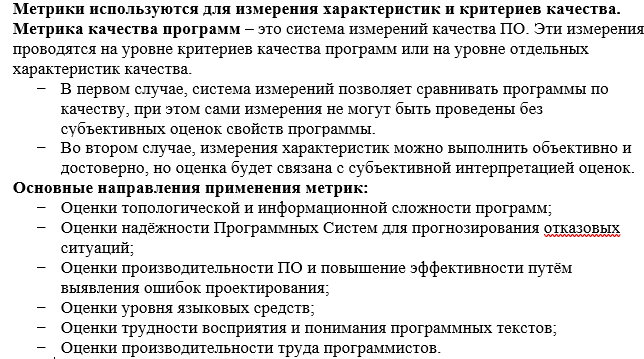 Метрики используются для измерения характеристик и критериев качества.
Метрика качества программ – это система измерений качества ПО. Эти измерения
проводятся на уровне критериев качества программ или на уровне отдельных
характеристик качества.
– В первом случае, система измерений позволяет сравнивать программы по
качеству, при этом сами измерения не могут быть проведены без
субъективных оценок свойств программы.
– Во втором случае, измерения характеристик можно выполнить объективно и
достоверно, но оценка будет связана с субъективной интерпретацией оценок.
Основные направления применения метрик:
– Оценки топологической и информационной сложности программ;
– Оценки надёжности Программных Систем для прогнозирования отказовых
ситуаций;
– Оценки производительности ПО и повышение эффективности путём
выявления ошибок проектирования;
– Оценки уровня языковых средств;
– Оценки трудности восприятия и понимания программных текстов;
– Оценки производительности труда программистов.